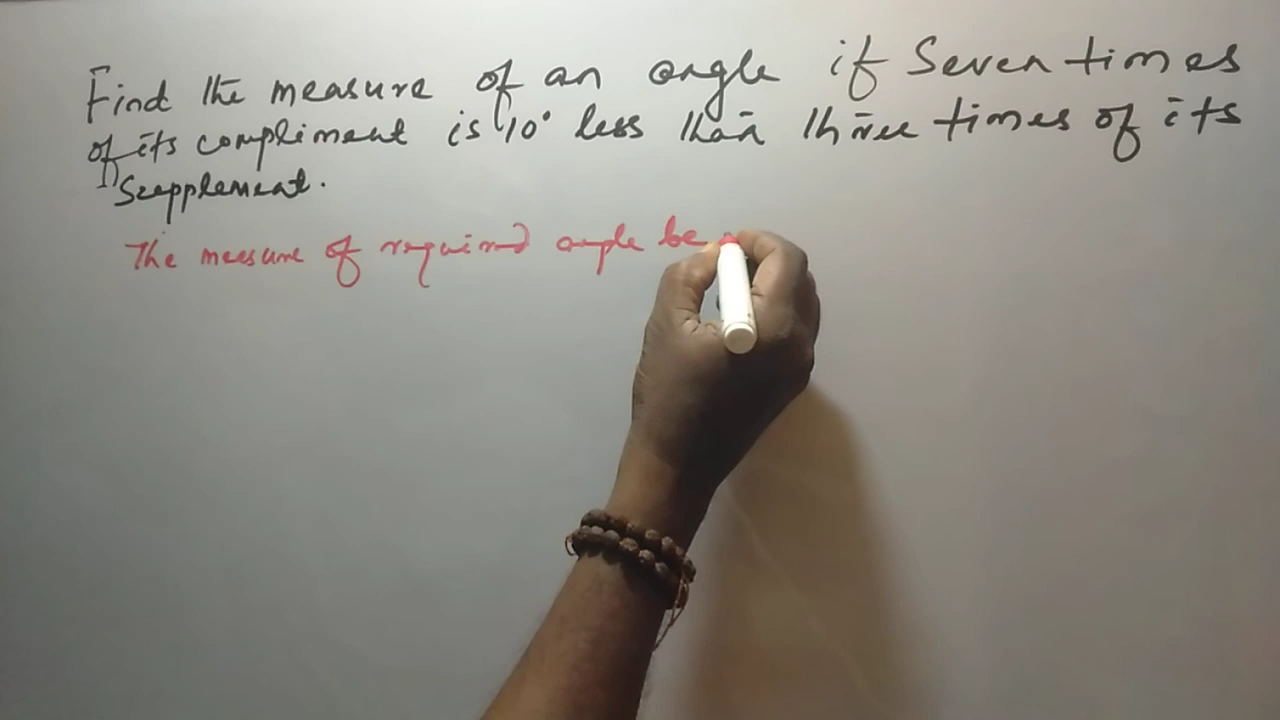 Find the measure of an angle if Seven times
of its compliment is 10° less than three times of its
Suppplement.
The measure of required angle be